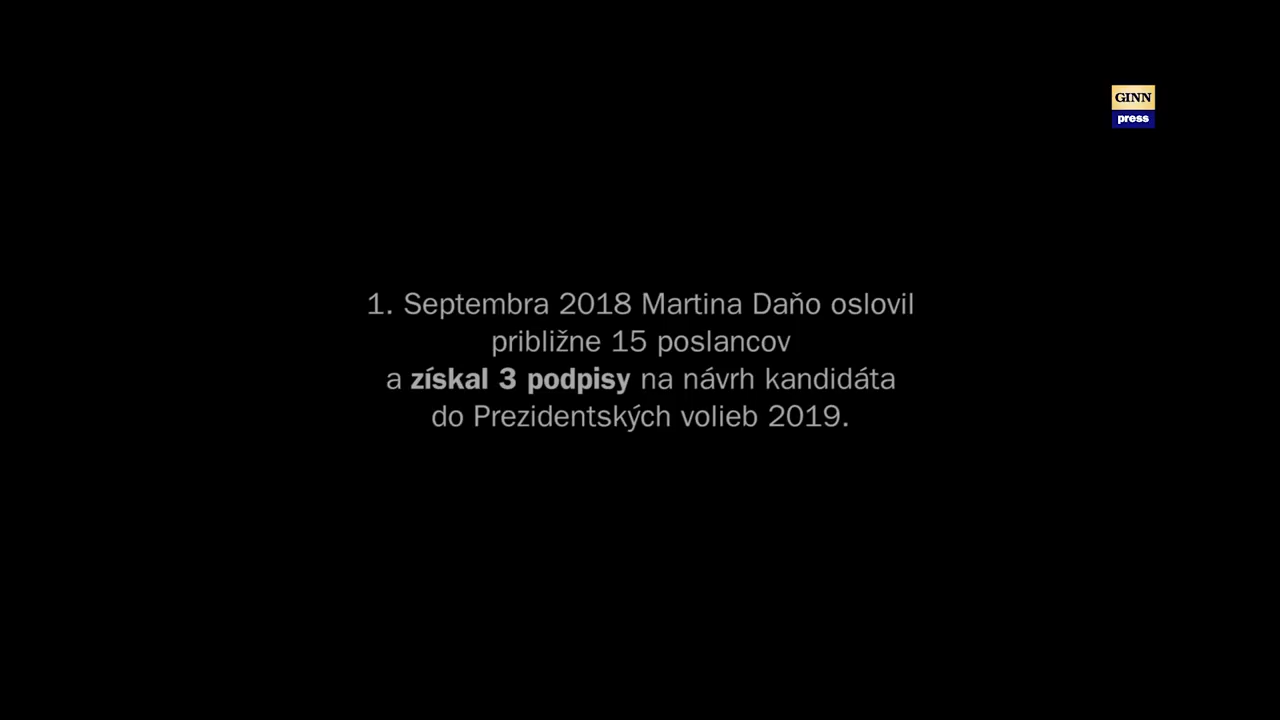 GINN
press
1. Septembra 2018 Martina Daňo oslovil
približne 15 poslancov
a získal 3 podpisy na návrh kandidáta
do Prezidentských volieb 2019.